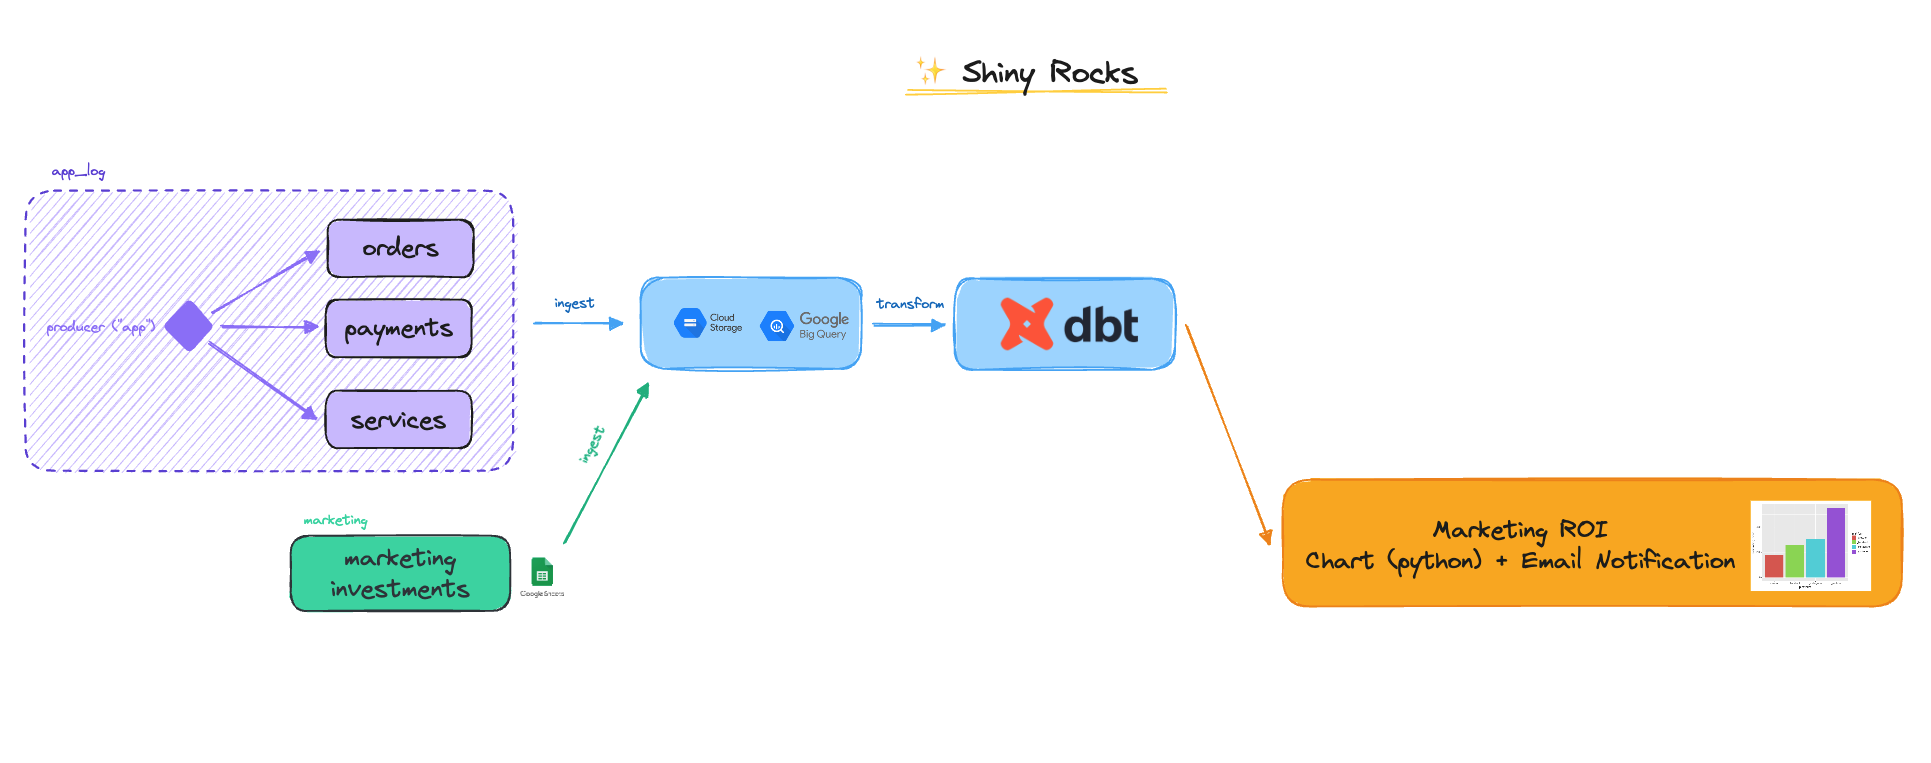 Shiny Rocks
app_log
orders
producer ("app")
payments
services
ingest
Cloud
Storage
Google
Big Query
transform
dbt
ingest
marketing
marketing
investments
Google Sheets
Marketing ROI
Chart (python) + Email Notification